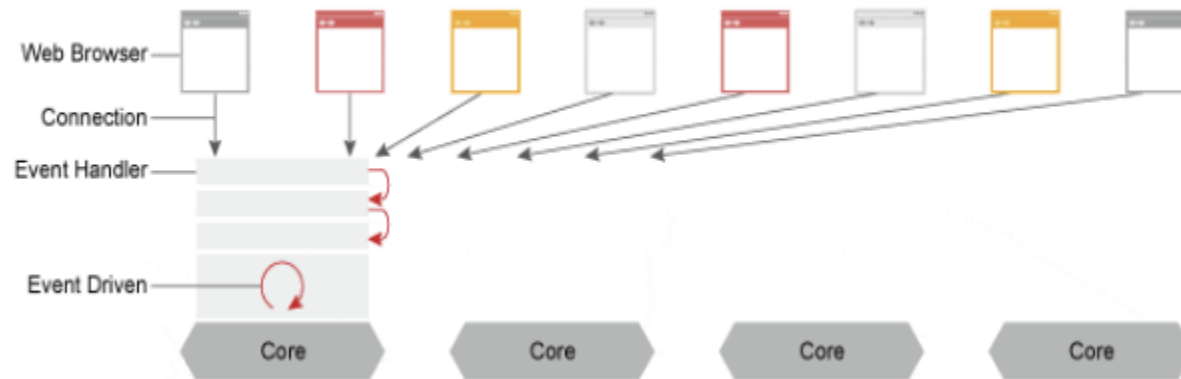 Web Browser
Connection
Event Handler
Event Driven
Core Core Core Core